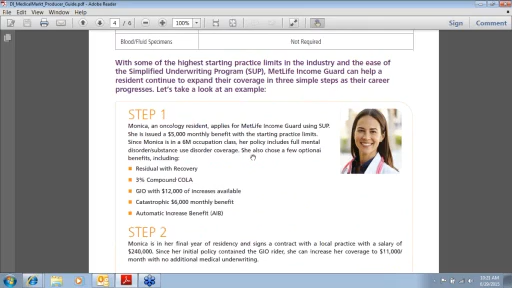 DI_MedicalMarkt_Producer_Guide.pdf - Adobe Reader
File Edit View Window Help
4 / 6 100%
Sign Comment
Blood/Fluid Specimens Not Required
With some of the highest starting practice limits in the industry and the ease of
the Simplified Underwriting Program (SUP), MetLife Income Guard can help a
resident continue to expand their coverage in three simple steps as their career
progresses. Let's take a look at an example:
STEP 1
Monica, an oncology resident, applies for MetLife Income Guard using SUP.
She is issued a $5,000 monthly benefit with the starting practice limits.
Since Monica is in a 6M occupation class, her policy includes full mental
disorder/substance use disorder coverage. She also chose a few optional
benefits, including:
■ Residual with Recovery
■ 3% Compound COLA
■ GIO with $12,000 of increases available
■ Catastrophic $6,000 monthly benefit
■ Automatic Increase Benefit (AIB)
STEP 2
Monica is in her final year of residency and signs a contract with a local practice with a salary of
$240,000. Since her initial policy contained the GIO rider, she can increase her coverage to $11,000/
month with no additional medical underwriting.